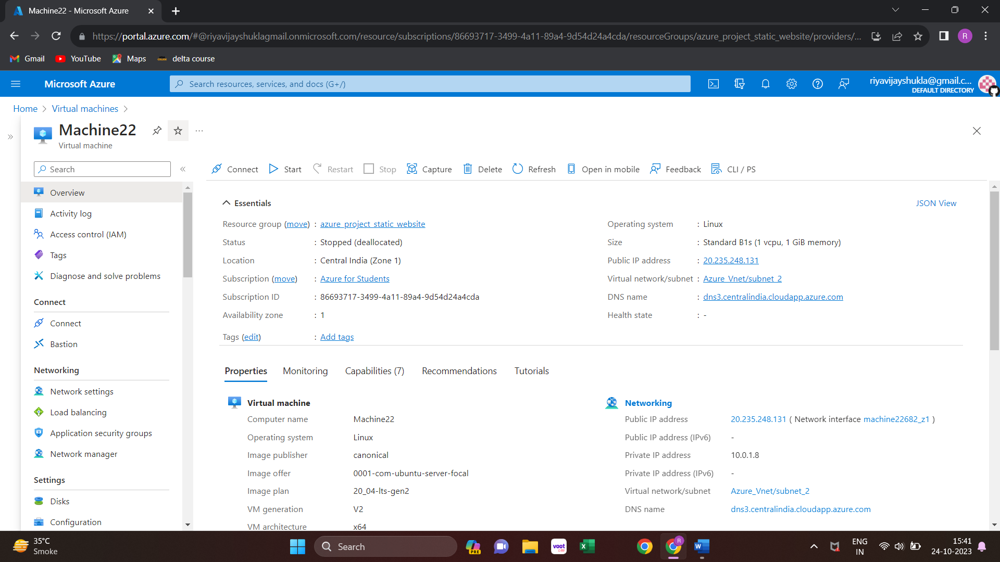 Machine22 - Microsoft Azure
https://portal.azure.com/#@riyavijayshuklagmail.onmicrosoft.com/resource/subscriptions/86693717-3499-4a11-89a4-9d54d24a4cda/resourceGroups/azure_project_static_website/providers/...
R
Gmail
YouTube
Maps
delta course
Microsoft Azure
Search resources, services, and docs (G+/)
riyavijayshukla@gmail.c...
DEFAULT DIRECTORY
Home > Virtual machines >
Machine22
Virtual machine
Search
Connect
Start
Restart
Stop
Capture
Delete
Refresh
Open in mobile
Feedback
CLI / PS
Overview
Activity log
Access control (IAM)
Tags
Diagnose and solve problems
Connect
Connect
Bastion
Networking
Network settings
Load balancing
Application security groups
Network manager
Settings
Disks
Configuration
Essentials
JSON View
Resource group (move) : azure_project_static_website
Status : Stopped (deallocated)
Location : Central India (Zone 1)
Subscription (move) : Azure for Students
Subscription ID : 86693717-3499-4a11-89a4-9d54d24a4cda
Availability zone : 1
Tags (edit) : Add tags
Operating system : Linux
Size : Standard B1s (1 vcpu, 1 GiB memory)
Public IP address : 20.235.248.131
Virtual network/subnet : Azure_Vnet/subnet_2
DNS name : dns3.centralindia.cloudapp.azure.com
Health state : -
Properties
Monitoring
Capabilities (7)
Recommendations
Tutorials
Virtual machine
Computer name Machine22
Operating system Linux
Image publisher canonical
Image offer 0001-com-ubuntu-server-focal
Image plan 20_04-lts-gen2
VM generation V2
VM architecture x64
Networking
Public IP address 20.235.248.131 ( Network interface machine22682_z1 )
Public IP address (IPv6) -
Private IP address 10.0.1.8
Private IP address (IPv6) -
Virtual network/subnet Azure_Vnet/subnet_2
DNS name dns3.centralindia.cloudapp.azure.com
35°C
Smoke
Search
PRE
voot
R
ENG
IN
15:41
24-10-2023